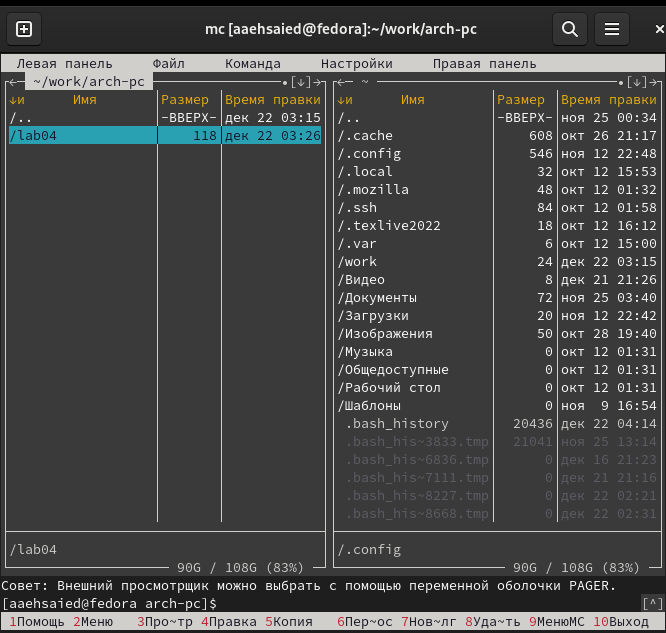 mc [aaehsaied@fedora]:~/work/arch-pc
Левая панель Файл Команда Настройки Правая панель
~/work/arch-pc .[↓] ~ .[↓]
↓и Имя Размер Время правки ↓и Имя Размер Время правки
/.. -ВВЕРХ- дек 22 03:15 /.. -ВВЕРХ- ноя 25 00:34
/lab04 118 дек 22 03:26 /.cache 608 окт 26 21:17
/.config 546 ноя 12 22:48
/.local 32 окт 12 15:53
/.mozilla 48 окт 12 01:32
/.ssh 84 окт 12 01:58
/.texlive2022 18 окт 12 16:12
/.var 6 окт 12 15:00
/work 24 дек 22 03:15
/Видео 8 дек 21 21:26
/Документы 72 ноя 25 03:40
/Загрузки 20 ноя 12 22:42
/Изображения 50 окт 28 19:40
/Музыка 0 окт 12 01:31
/Общедоступные 0 окт 12 01:31
/Рабочий стол 0 окт 12 01:31
/Шаблоны 0 ноя 9 16:54
.bash_history 20436 дек 22 04:14
.bash_his~3833.tmp 21041 ноя 25 13:14
.bash_his~6836.tmp 0 дек 16 21:23
.bash_his~7111.tmp 0 дек 21 21:16
.bash_his~8227.tmp 0 дек 22 02:21
.bash_his~8668.tmp 0 дек 22 02:31
/lab04 /.config
90G / 108G (83%) 90G / 108G (83%)
Совет: Внешний просмотрщик можно выбрать с помощью переменной оболочки PAGER.
[aaehsaied@fedora arch-pc]$ [^]
1Помощь 2Меню 3Про~тр 4Правка 5Копия 6Пер~ос 7Нов~лг 8Уда~ть 9МенюMC 10Выход